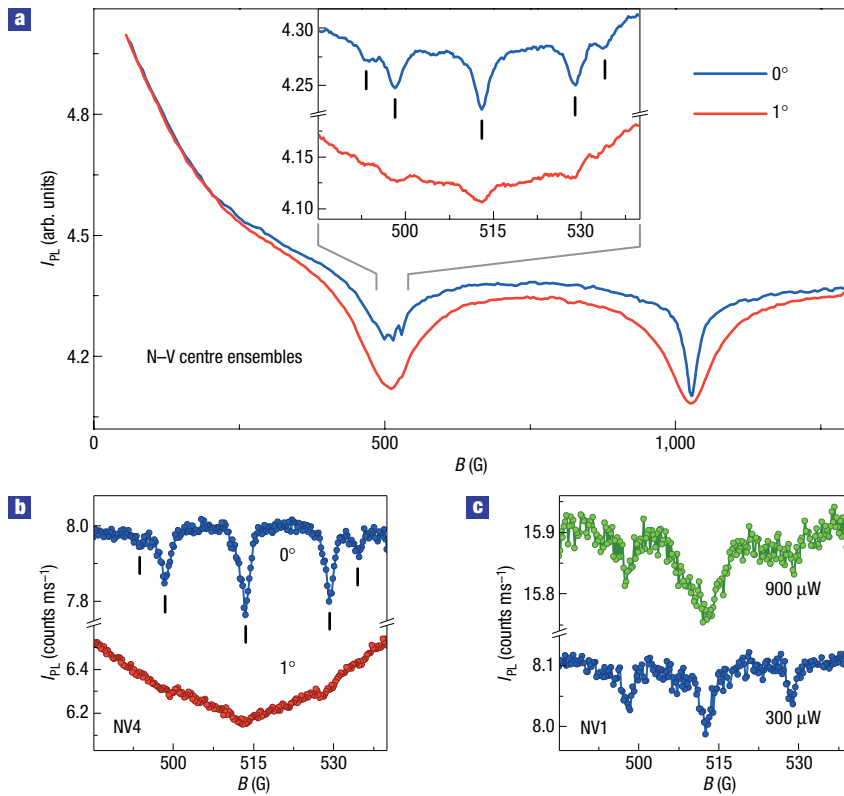 a
4.8
4.5
4.2
I_PL (arb. units)
4.30
4.25
4.15
4.10
500
515
530
0°
1°
N–V centre ensembles
0
500
1,000
B (G)
b
8.0
7.8
6.4
6.2
I_PL (counts ms⁻¹)
0°
1°
NV4
500
515
530
B (G)
c
15.9
15.8
8.1
8.0
I_PL (counts ms⁻¹)
900 μW
300 μW
NV1
500
515
530
B (G)